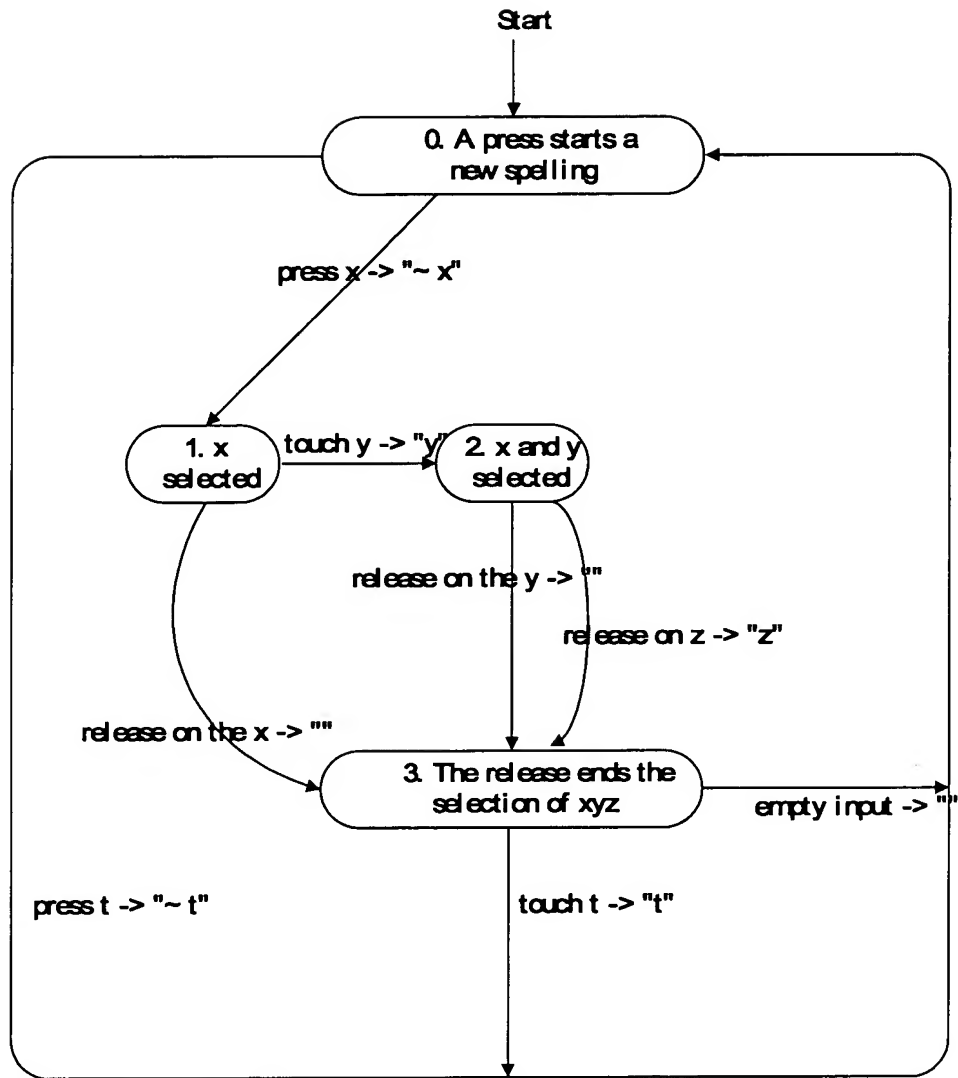 Start
0. A press starts a
new spelling
press x -> "~ x"
1. x
selected
touch y -> "y"
2. x and y
selected
release on the y -> ""
release on z -> "z"
release on the x -> ""
3. The release ends the
selection of xyz
empty input -> ""
press t -> "~ t"
touch t -> "t"